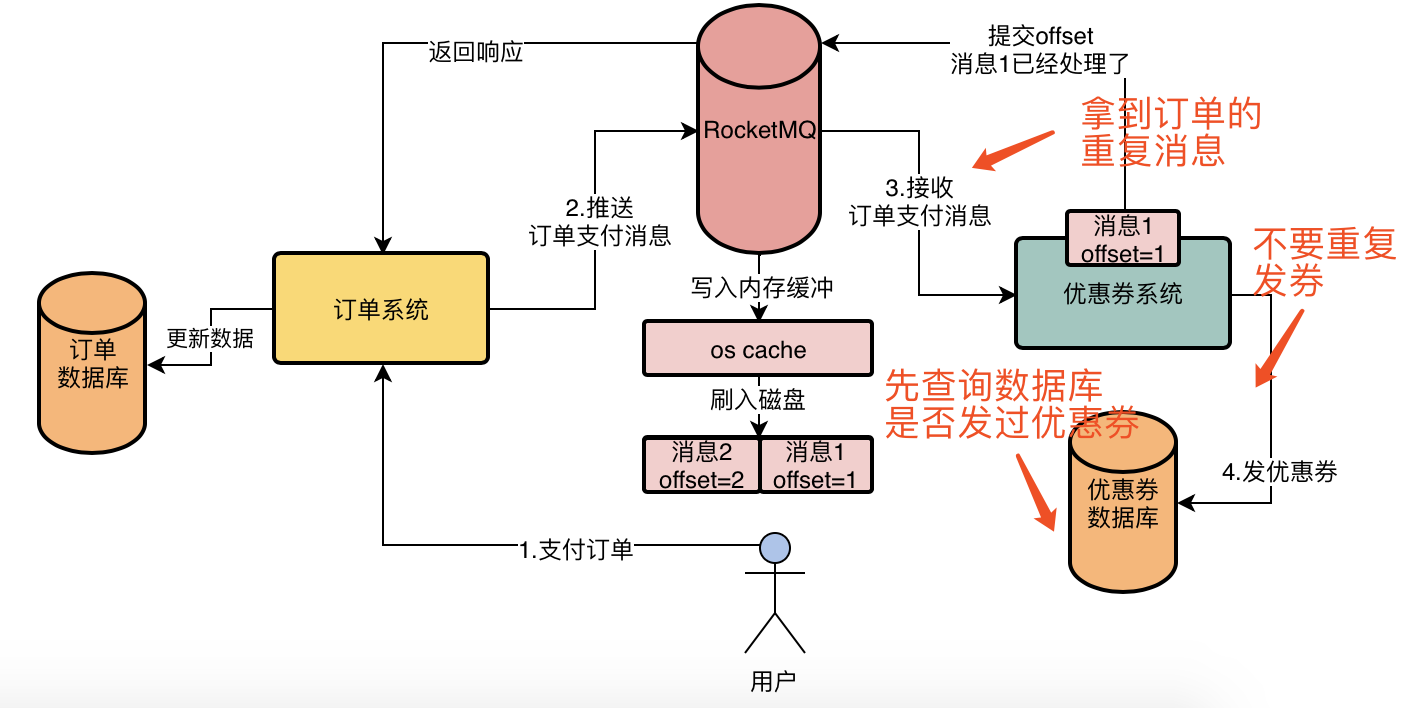 返回响应
提交offset
消息1已经处理了
RocketMQ
拿到订单的
重复消息
3.接收
订单支付消息
2.推送
订单支付消息
消息1
offset=1
优惠券系统
不要重复
发券
写入内存缓冲
订单系统
更新数据
订单
数据库
os cache
刷入磁盘
先查询数据库
是否发过优惠券
消息2
offset=2
消息1
offset=1
4.发优惠券
优惠券
数据库
1.支付订单
用户